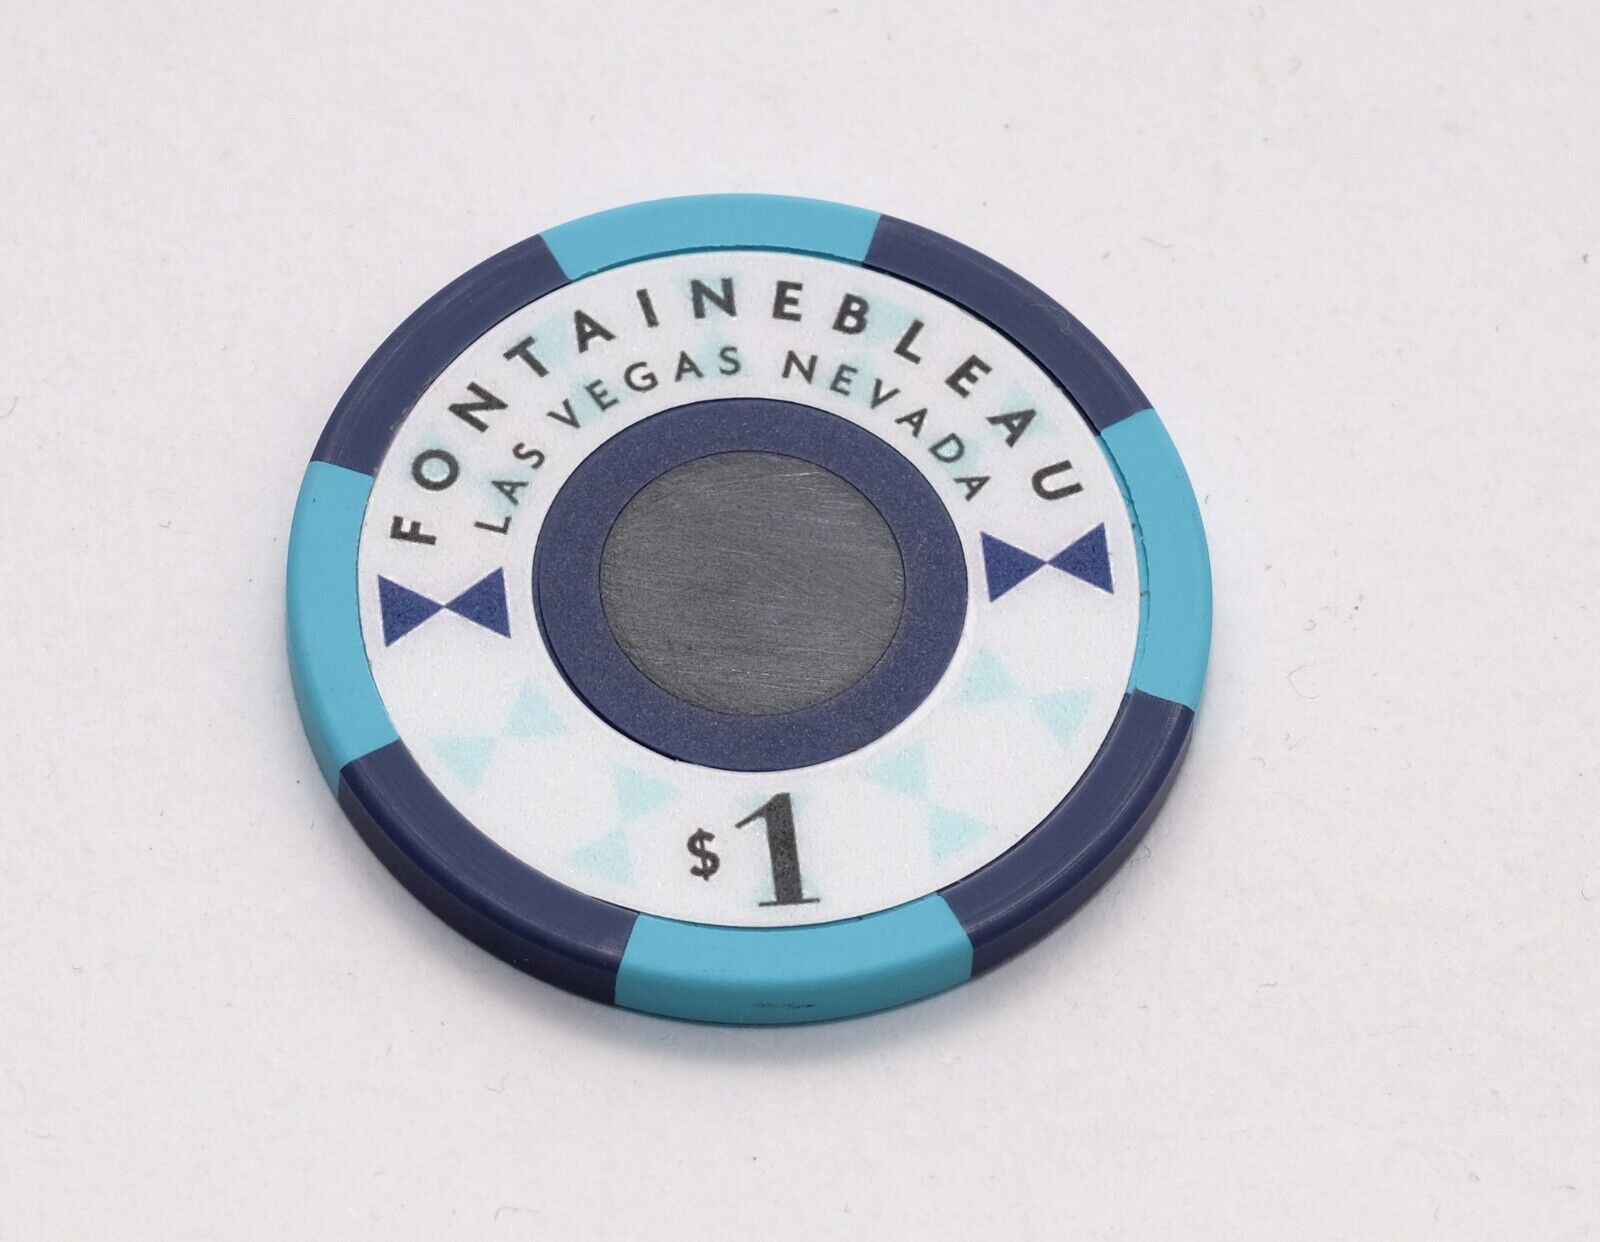 FONTAINEBLEAU
LAS VEGAS NEVADA
$1